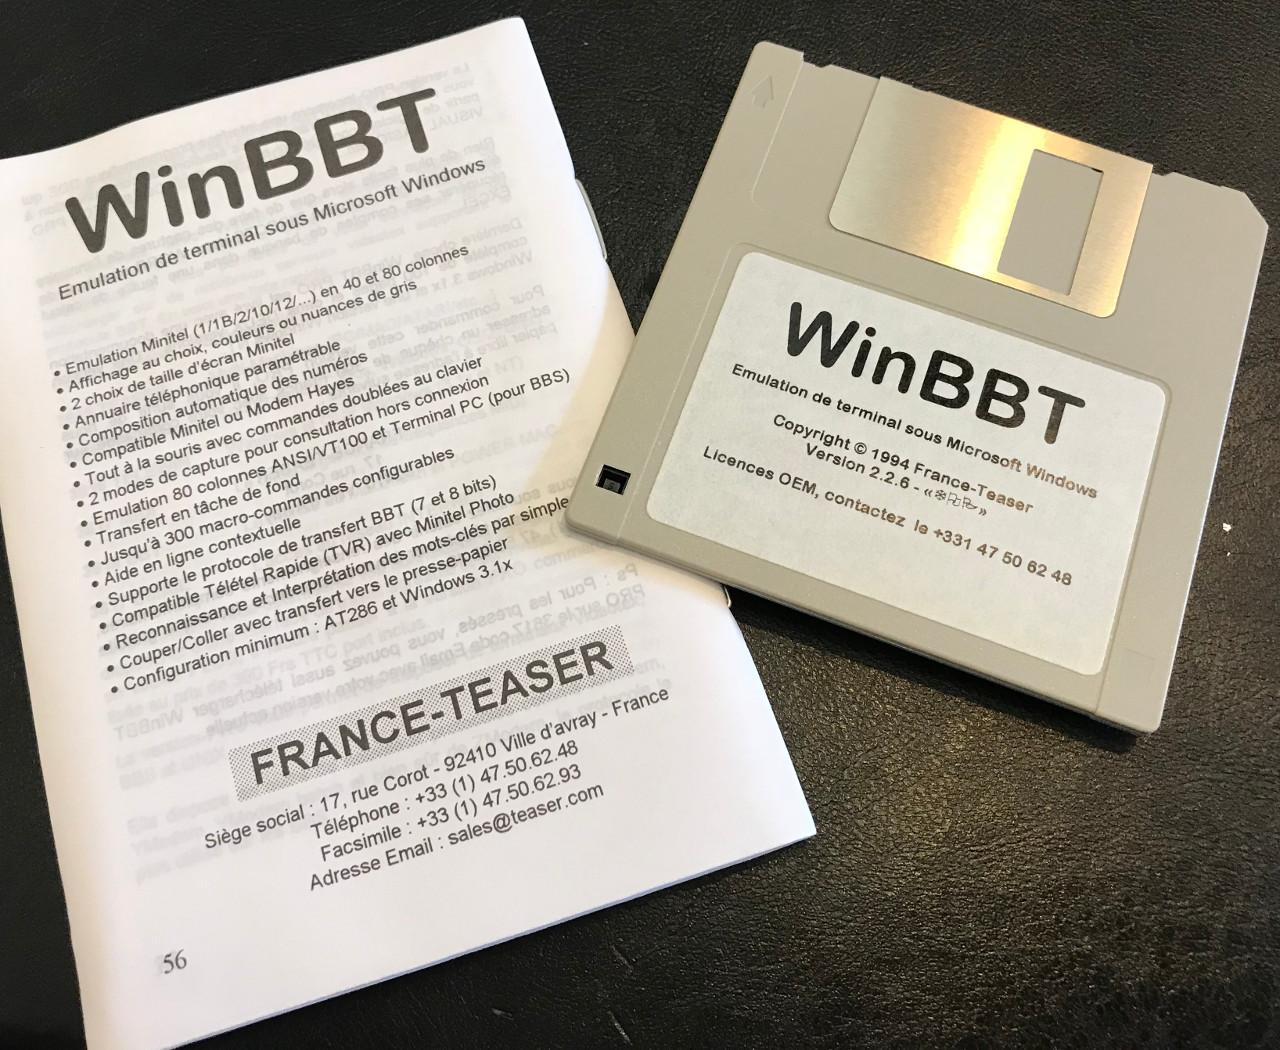 WinBBT
Emulation de terminal sous Microsoft Windows
• Emulation Minitel (1/1B/2/10/12/...) en 40 et 80 colonnes
• Affichage au choix, couleurs ou nuances de gris
• 2 choix de taille d'écran Minitel
• Annuaire téléphonique paramétrable
• Composition automatique des numéros
• Compatible Minitel ou Modem Hayes
• Tout à la souris avec commandes doublées au clavier
• 2 modes de capture pour consultation hors connexion
• Emulation 80 colonnes ANSI/VT100 et Terminal PC (pour BBS)
• Transfert en tâche de fond
• Jusqu'à 300 macro-commandes configurables
• Aide en ligne contextuelle
• Supporte le protocole de transfert BBT (7 et 8 bits)
• Compatible Télétel Rapide (TVR) avec Minitel Photo
• Reconnaissance et Interprétation des mots-clés par simple
• Couper/Coller avec transfert vers le presse-papier
• Configuration minimum : AT286 et Windows 3.1x
FRANCE-TEASER
Siège social : 17, rue Corot - 92410 Ville d'avray - France
Téléphone : +33 (1) 47.50.62.48
Facsimile : +33 (1) 47.50.62.93
Adresse Email : sales@teaser.com
56
WinBBT
Emulation de terminal sous Microsoft Windows
Copyright © 1994 France-Teaser
Version 2.2.6 - « »
Licences OEM, contactez le +331 47 50 62 48